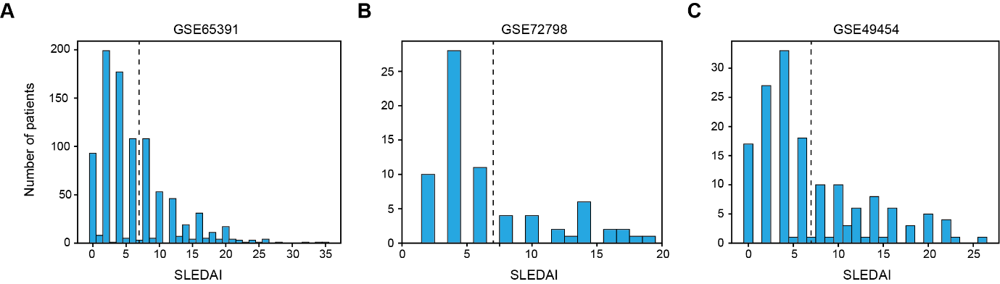 A
GSE65391
Number of patients
200
150
100
50
0
0 5 10 15 20 25 30 35
SLEDAI
B
GSE72798
25
20
15
10
5
0
0 5 10 15 20
SLEDAI
C
GSE49454
30
25
20
15
10
5
0
0 5 10 15 20 25
SLEDAI